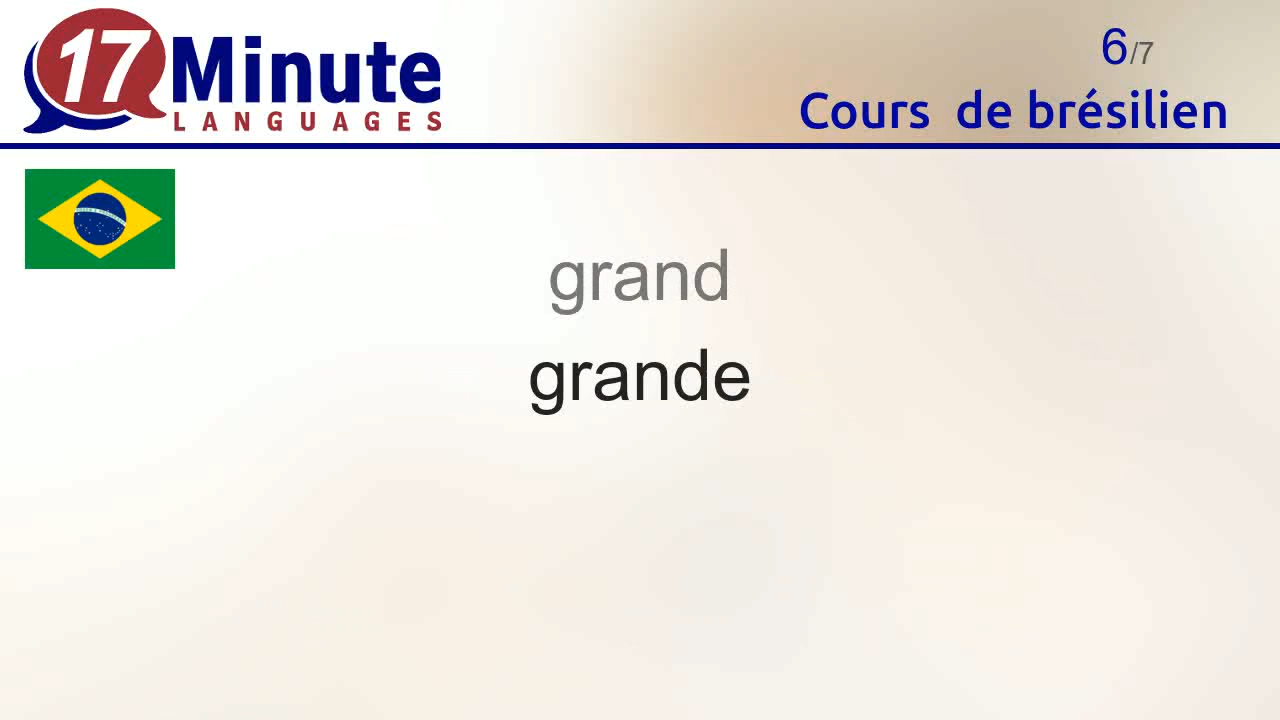 17 Minute
LANGUAGES
6/7
Cours de brésilien
grand
grande